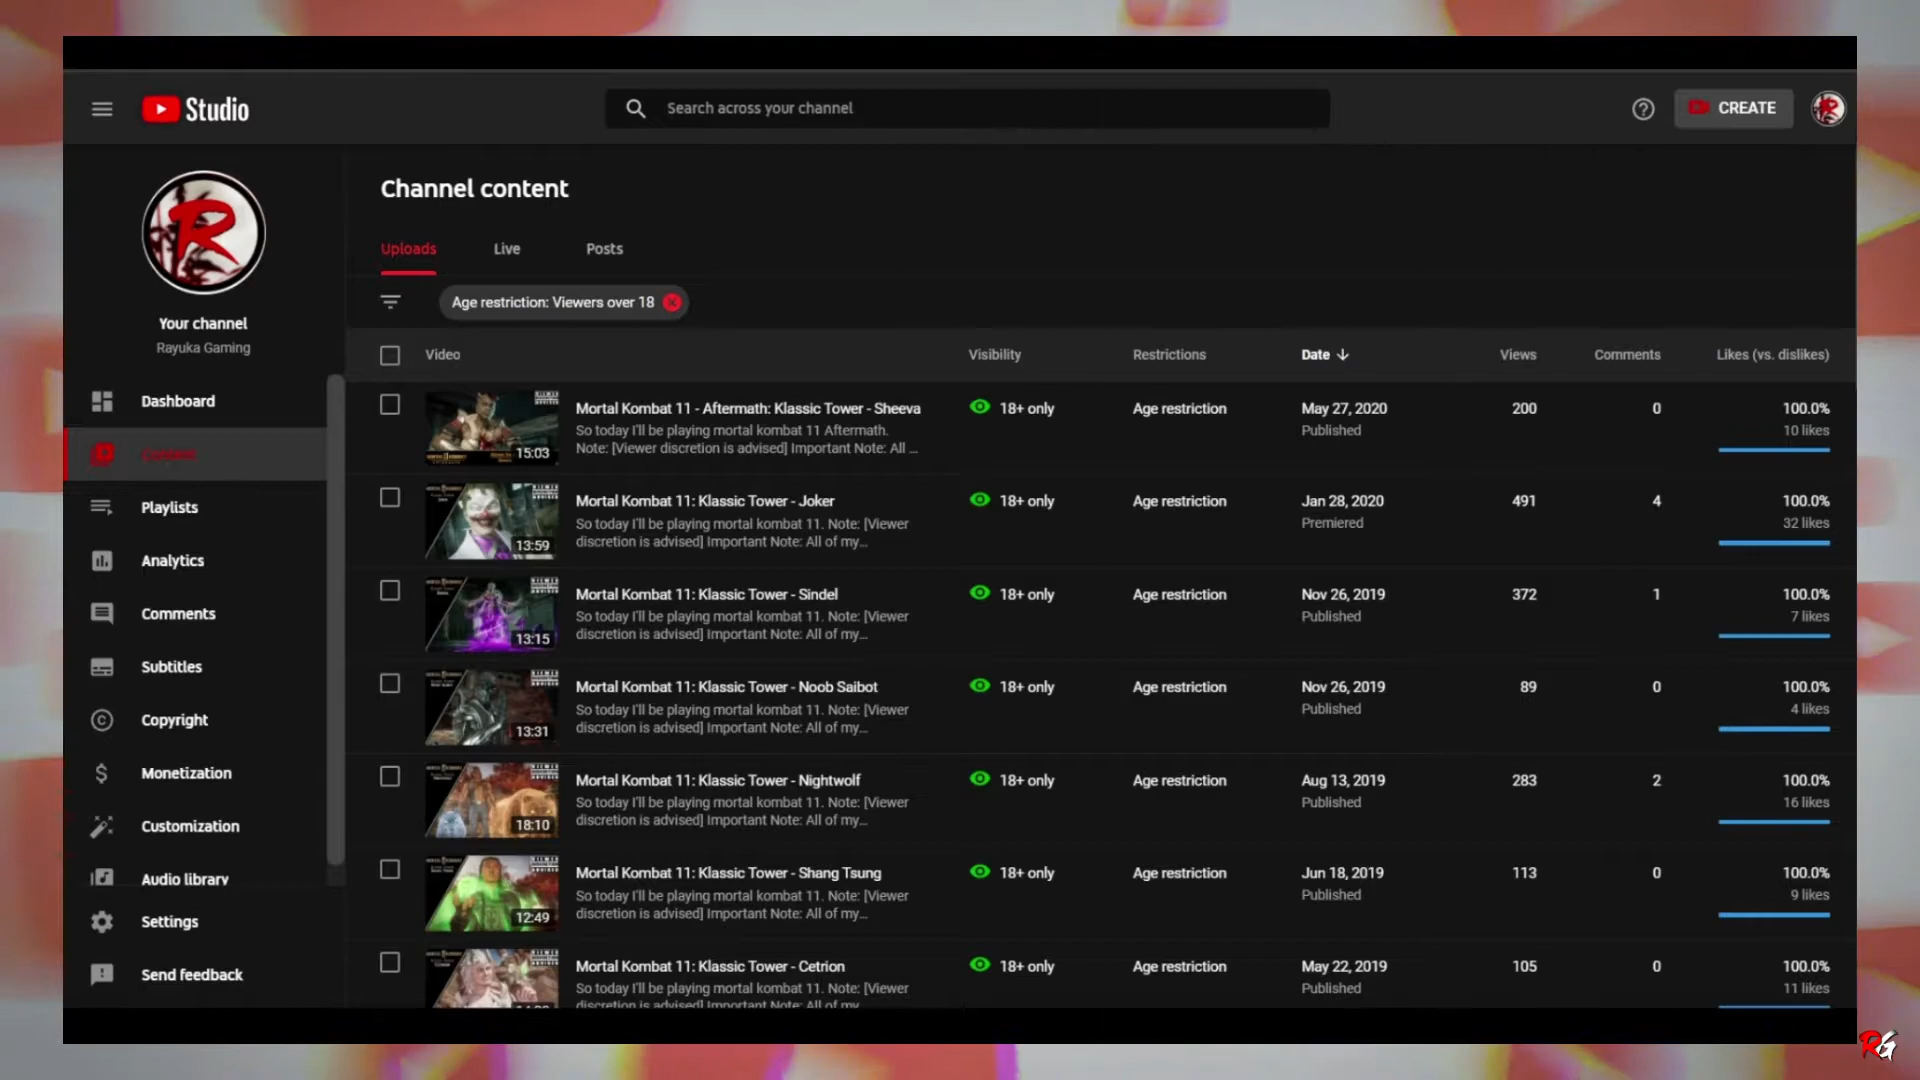 Studio
Search across your channel
CREATE
Your channel
Rayuka Gaming
Dashboard
Playlists
Analytics
Comments
Subtitles
Copyright
Monetization
Customization
Audio library
Settings
Send feedback
Channel content
Uploads Live Posts
Age restriction: Viewers over 18
Video Visibility Restrictions Date Views Comments Likes (vs. dislikes)
15:03
Mortal Kombat 11 - Aftermath: Klassic Tower - Sheeva 18+ only Age restriction May 27, 2020 200 0 100.0%
So today I'll be playing mortal kombat 11 Aftermath. Published 10 likes
Note: [Viewer discretion is advised] Important Note: All ...
13:59
Mortal Kombat 11: Klassic Tower - Joker 18+ only Age restriction Jan 28, 2020 491 4 100.0%
So today I'll be playing mortal kombat 11. Note: [Viewer Premiered 32 likes
discretion is advised] Important Note: All of my...
13:15
Mortal Kombat 11: Klassic Tower - Sindel 18+ only Age restriction Nov 26, 2019 372 1 100.0%
So today I'll be playing mortal kombat 11. Note: [Viewer Published 7 likes
discretion is advised] Important Note: All of my...
13:31
Mortal Kombat 11: Klassic Tower - Noob Saibot 18+ only Age restriction Nov 26, 2019 89 0 100.0%
So today I'll be playing mortal kombat 11. Note: [Viewer Published 4 likes
discretion is advised] Important Note: All of my...
18:10
Mortal Kombat 11: Klassic Tower - Nightwolf 18+ only Age restriction Aug 13, 2019 283 2 100.0%
So today I'll be playing mortal kombat 11. Note: [Viewer Published 16 likes
discretion is advised] Important Note: All of my...
12:49
Mortal Kombat 11: Klassic Tower - Shang Tsung 18+ only Age restriction Jun 18, 2019 113 0 100.0%
So today I'll be playing mortal kombat 11. Note: [Viewer Published 9 likes
discretion is advised] Important Note: All of my...
Mortal Kombat 11: Klassic Tower - Cetrion 18+ only Age restriction May 22, 2019 105 0 100.0%
So today I'll be playing mortal kombat 11. Note: [Viewer Published 11 likes
discretion is advised] Important Note: All of my
RG